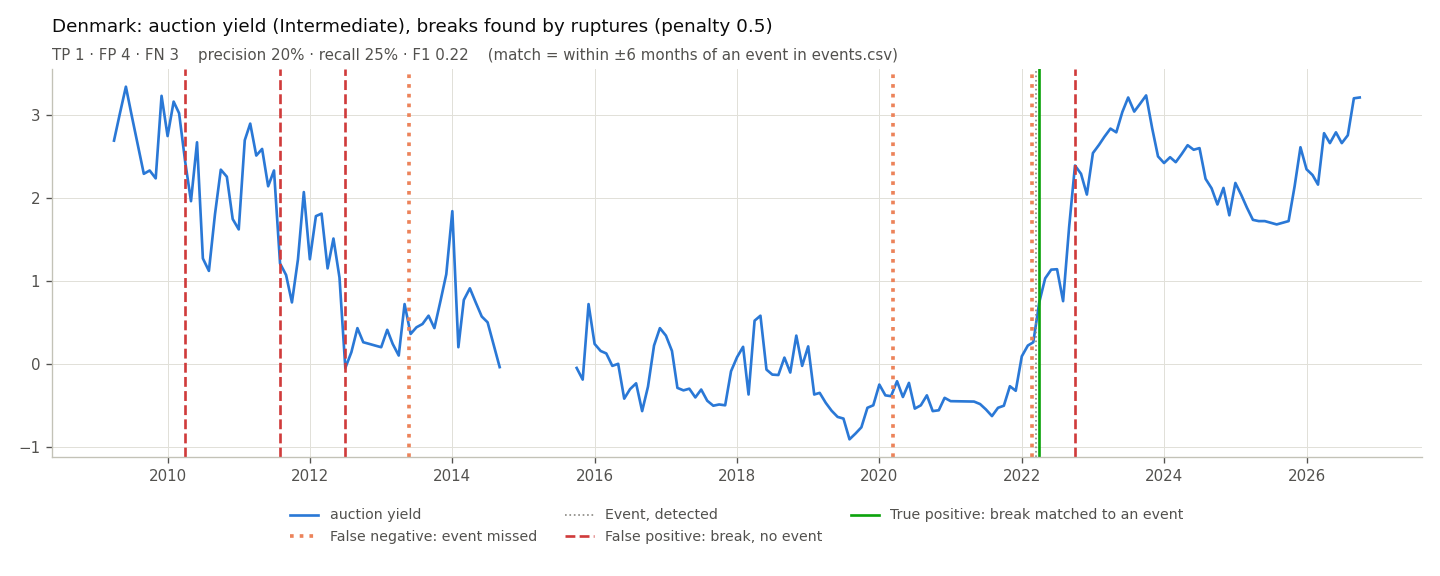 Denmark: auction yield (Intermediate), breaks found by ruptures (penalty 0.5)
TP 1 · FP 4 · FN 3    precision 20% · recall 25% · F1 0.22    (match = within ±6 months of an event in events.csv)
3
2
1
0
−1
2010 2012 2014 2016 2018 2020 2022 2024 2026
auction yield
False negative: event missed
Event, detected
False positive: break, no event
True positive: break matched to an event